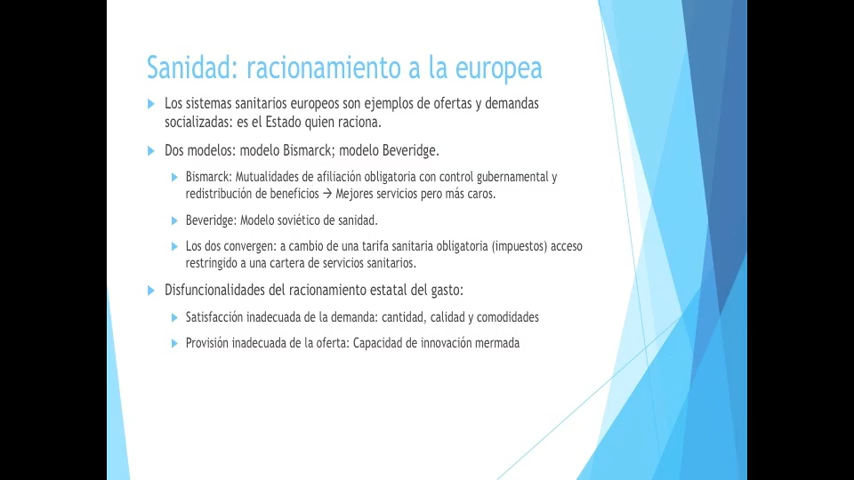 Sanidad: racionamiento a la europea
Los sistemas sanitarios europeos son ejemplos de ofertas y demandas
socializadas: es el Estado quien raciona.
Dos modelos: modelo Bismarck; modelo Beveridge.
Bismarck: Mutualidades de afiliación obligatoria con control gubernamental y
redistribución de beneficios → Mejores servicios pero más caros.
Beveridge: Modelo soviético de sanidad.
Los dos convergen: a cambio de una tarifa sanitaria obligatoria (impuestos) acceso
restringido a una cartera de servicios sanitarios.
Disfuncionalidades del racionamiento estatal del gasto:
Satisfacción inadecuada de la demanda: cantidad, calidad y comodidades
Provisión inadecuada de la oferta: Capacidad de innovación mermada